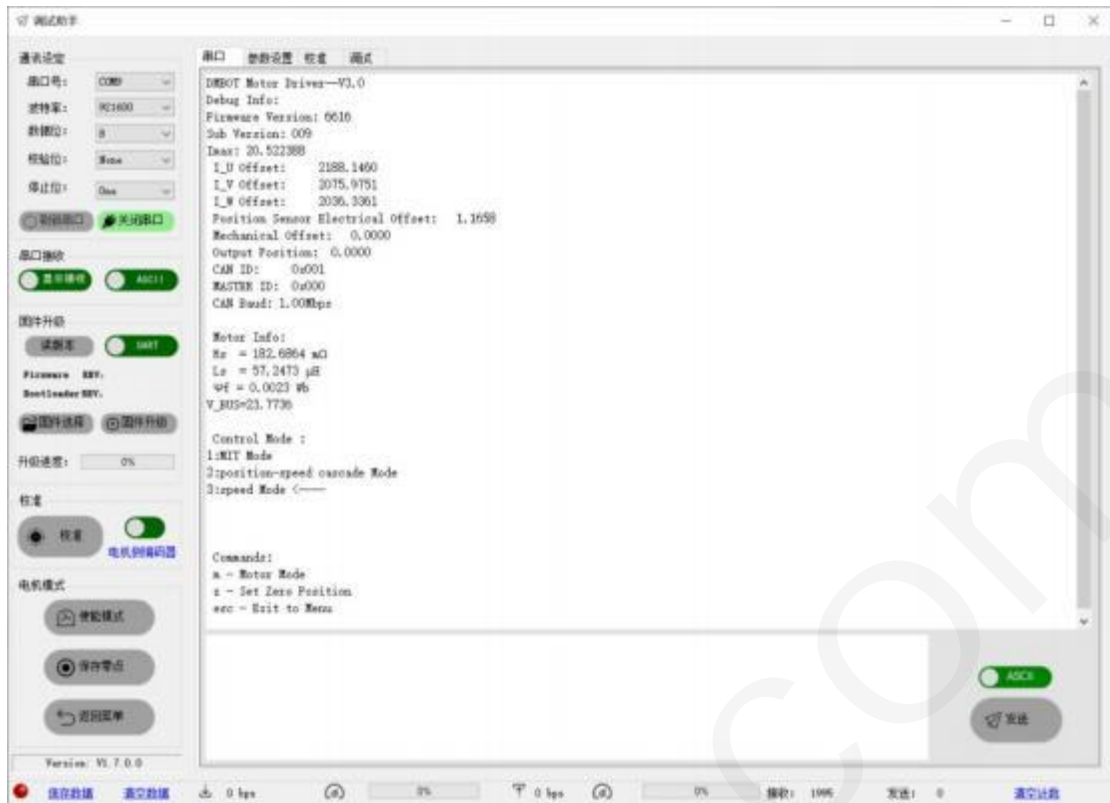 调试助手
通讯设定
串口号: COM9
波特率: 921600
数据位: 8
校验位: None
停止位: One
刷新串口 关闭串口
串口接收
显示接收 ASCII
固件升级
读版本 UART
Firmware REV.
Bootloader REV.
固件选择 固件升级
升级进度: 0%
校准
校准
电机侧编码器
电机模式
使能模式
保存零点
返回菜单
Version: V1.7.0.0
串口 参数设置 校准 调试
DMBOT Motor Driver--V3.0
Debug Info:
Firmware Version: 6616
Sub Version: 009
Imax: 20.522388
I_U Offset: 2188.1460
I_V Offset: 2075.9751
I_W Offset: 2036.3361
Position Sensor Electrical Offset: 1.1658
Mechanical Offset: 0.0000
Output Position: 0.0000
CAN ID: 0x001
MASTER ID: 0x000
CAN Baud: 1.00Mbps
Motor Info:
= 182.6864 mΩ
Ls = 57.2473 μH
Ψf = 0.0023 Wb
V_BUS=23.7736
Control Mode :
1:MIT Mode
2:position-speed cascade Mode
3:speed Mode <----
Commands:
m - Motor Mode
z - Set Zero Position
esc - Exit to Menu
ASCII
发送
保存数据 清空数据 0 bps 0% 0 bps 0% 接收: 1995 发送: 0 清空计数
com